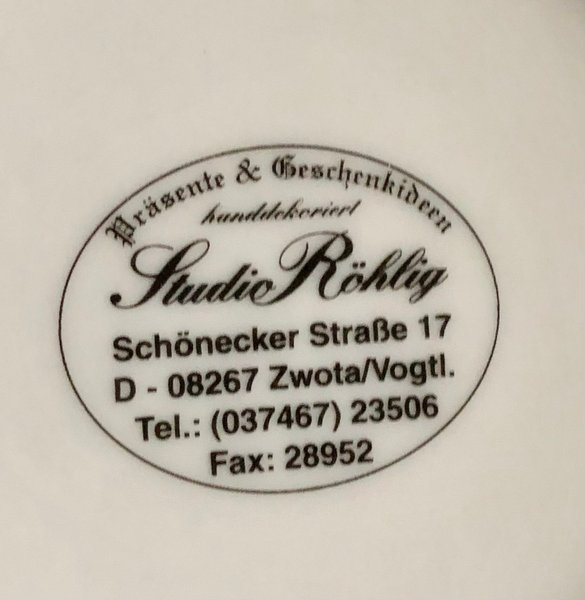 Präsente & Geschenkideen
handdekoriert
Studio Röhlig
Schönecker Straße 17
D - 08267 Zwota/Vogtl.
Tel.: (037467) 23506
Fax: 28952